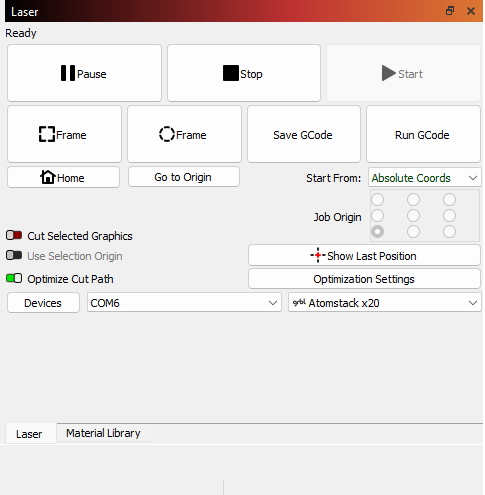 Laser
Ready
Pause
Stop
Start
Frame
Frame
Save GCode
Run GCode
Home
Go to Origin
Start From:
Absolute Coords
Job Origin
Cut Selected Graphics
Use Selection Origin
Show Last Position
Optimize Cut Path
Optimization Settings
Devices
COM6
grbl Atomstack x20
Laser
Material Library